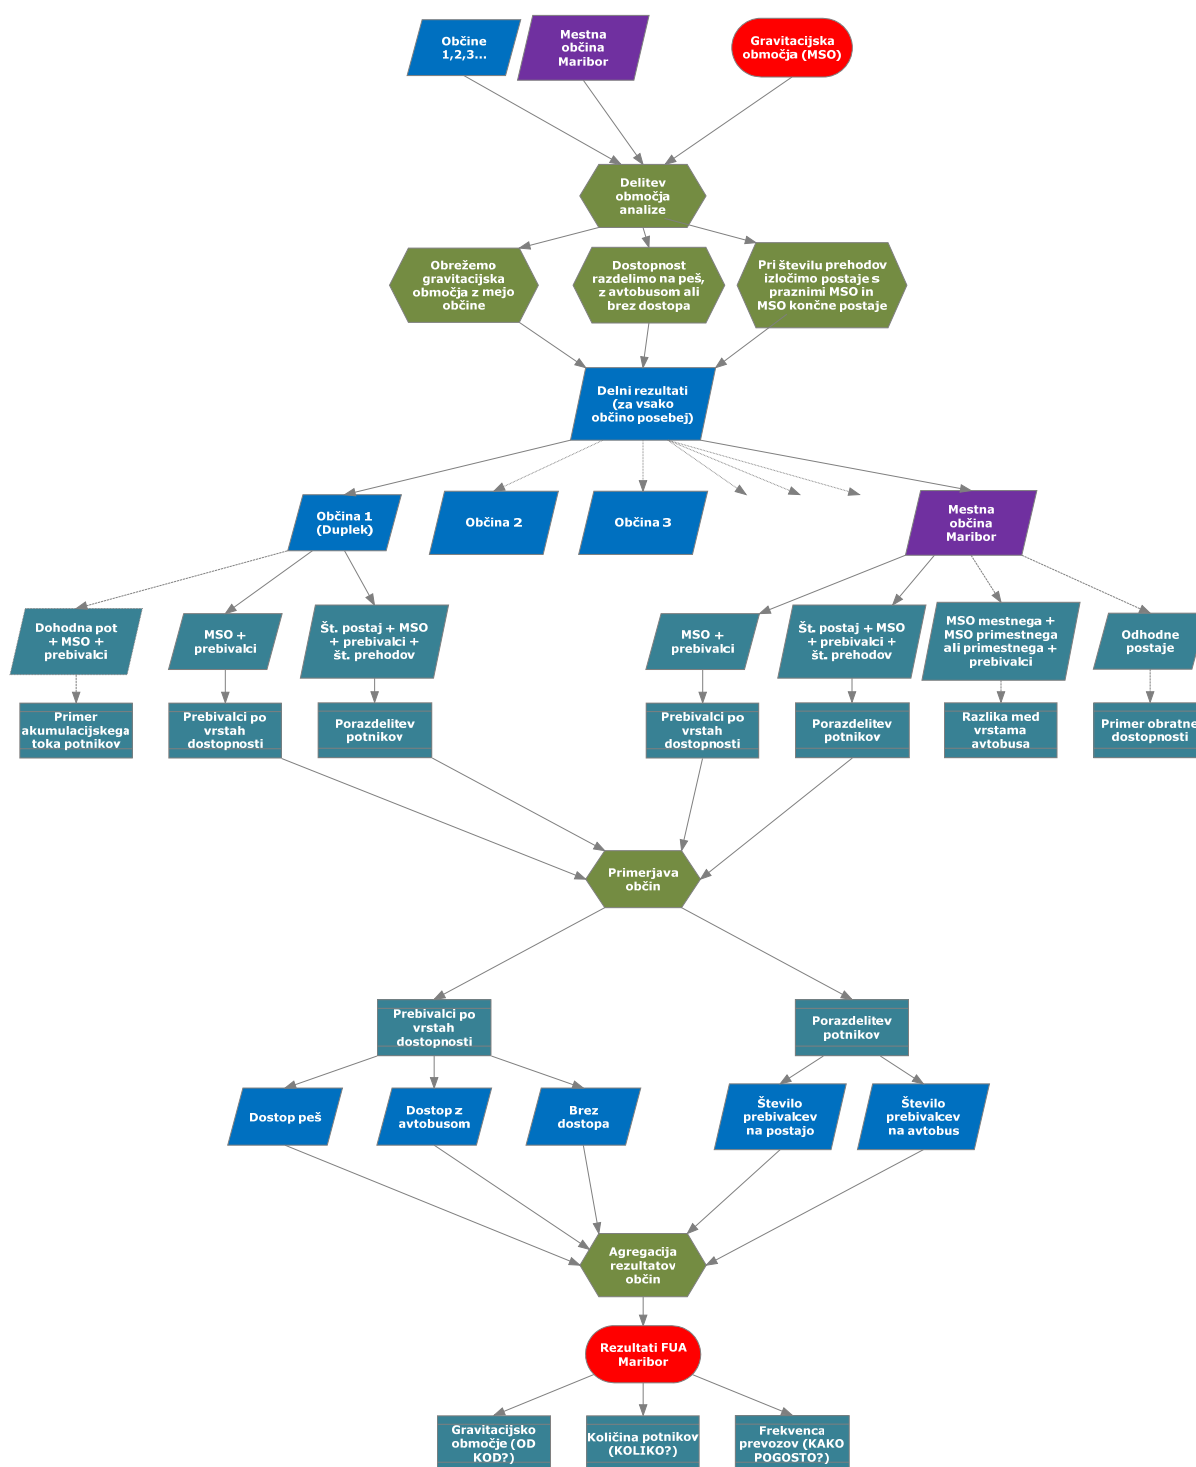 Občine
1,2,3...
Mestna
občina
Maribor
Gravitacijska
območja (MSO)
Delitev
območja
analize
Obrežemo
gravitacijska
območja z mejo
občine
Dostopnost
razdelimo na peš,
z avtobusom ali
brez dostopa
Pri številu prehodov
izločimo postaje s
praznimi MSO in
MSO končne postaje
Delni rezultati
(za vsako
občino posebej)
Občina 1
(Duplek)
Občina 2
Občina 3
Mestna
občina
Maribor
Dohodna pot
+ MSO +
prebivalci
MSO +
prebivalci
Št. postaj + MSO
+ prebivalci +
št. prehodov
MSO +
prebivalci
Št. postaj + MSO
+ prebivalci +
št. prehodov
MSO mestnega +
MSO primestnega
ali primestnega +
prebivalci
Odhodne
postaje
Primer
akumulacijskega
toka potnikov
Prebivalci po
vrstah
dostopnosti
Porazdelitev
potnikov
Prebivalci po
vrstah
dostopnosti
Porazdelitev
potnikov
Razlika med
vrstama
avtobusa
Primer obratne
dostopnosti
Primerjava
občin
Prebivalci po
vrstah
dostopnosti
Porazdelitev
potnikov
Dostop peš
Dostop z
avtobusom
Brez
dostopa
Število
prebivalcev
na postajo
Število
prebivalcev
na avtobus
Agregacija
rezultatov
občin
Rezultati FUA
Maribor
Gravitacijsko
območje (OD
KOD?)
Količina potnikov
(KOLIKO?)
Frekvenca
prevozov (KAKO
POGOSTO?)